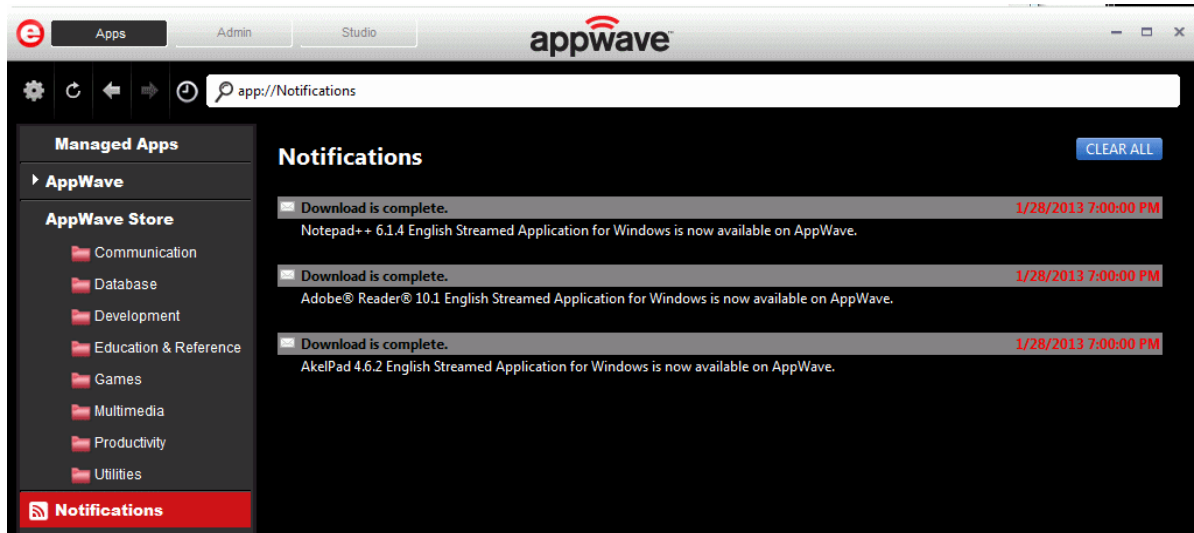 e
Apps
Admin
Studio
appwave™
app://Notifications
Managed Apps
AppWave
AppWave Store
Communication
Database
Development
Education & Reference
Games
Multimedia
Productivity
Utilities
Notifications
Notifications
CLEAR ALL
Download is complete. 1/28/2013 7:00:00 PM
Notepad++ 6.1.4 English Streamed Application for Windows is now available on AppWave.
Download is complete. 1/28/2013 7:00:00 PM
Adobe® Reader® 10.1 English Streamed Application for Windows is now available on AppWave.
Download is complete. 1/28/2013 7:00:00 PM
AkelPad 4.6.2 English Streamed Application for Windows is now available on AppWave.